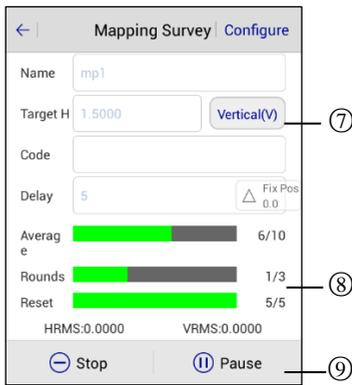 Mapping Survey Configure
Name mp1
Target H 1.5000 Vertical(V)
⑦
Code
Delay 5 Fix Pos
0.0
Averag
e 6/10
Rounds 1/3
⑧
Reset 5/5
HRMS:0.0000 VRMS:0.0000
Stop Pause
⑨